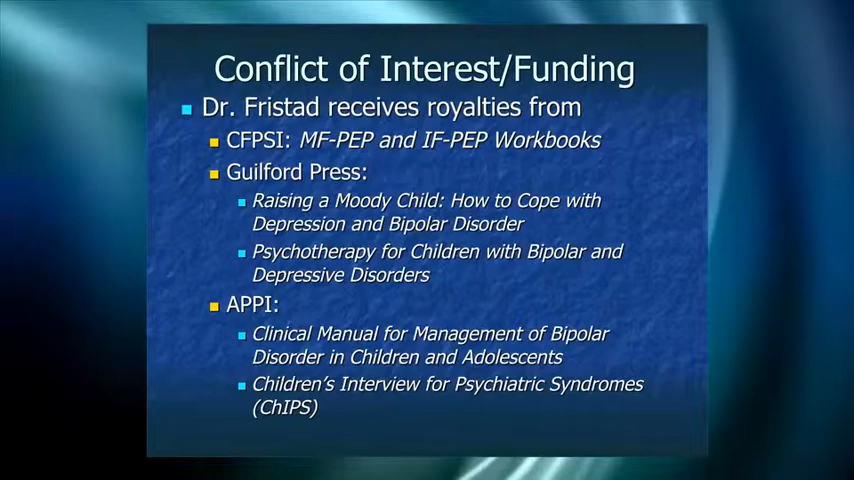 Conflict of Interest/Funding
Dr. Fristad receives royalties from
CFPSI: MF-PEP and IF-PEP Workbooks
Guilford Press:
Raising a Moody Child: How to Cope with
Depression and Bipolar Disorder
Psychotherapy for Children with Bipolar and
Depressive Disorders
APPI:
Clinical Manual for Management of Bipolar
Disorder in Children and Adolescents
Children's Interview for Psychiatric Syndromes
(ChIPS)